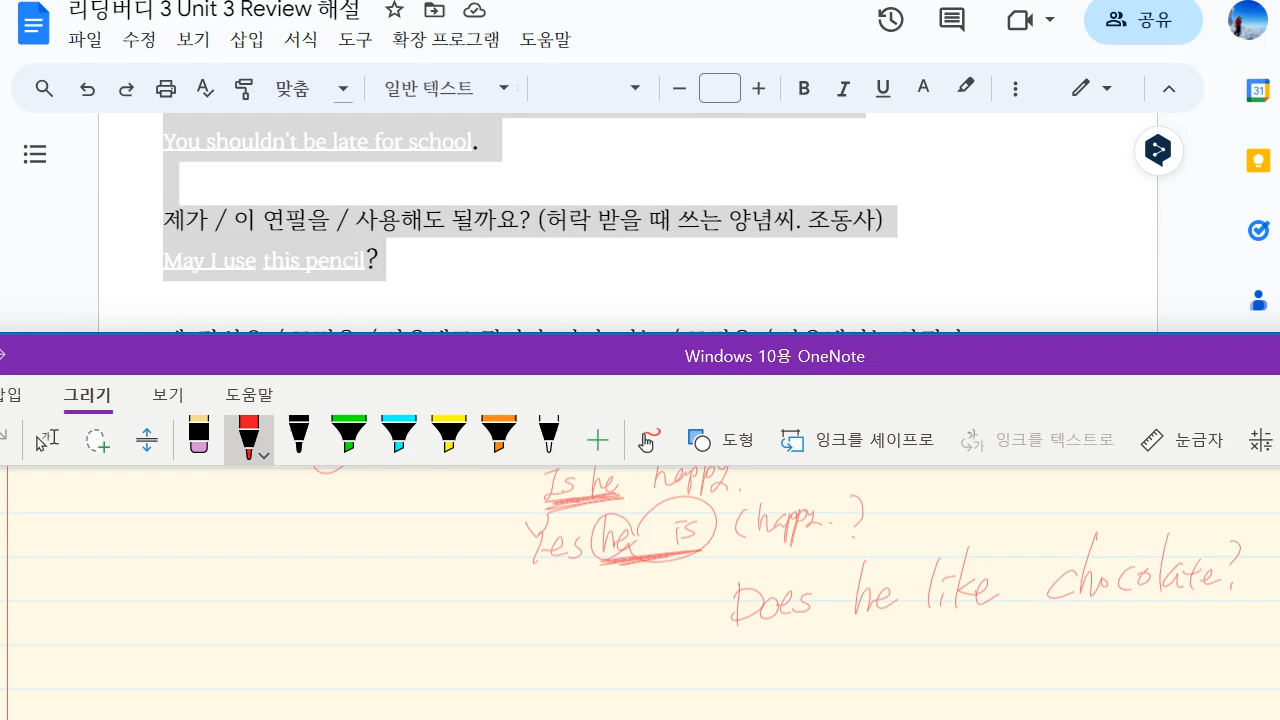 리딩버디 3 Unit 3 Review 해설
파일 수정 보기 삽입 서식 도구 확장 프로그램 도움말
공유
맞춤 일반 텍스트 B I U A
31
You shouldn't be late for school.
제가 / 이 연필을 / 사용해도 될까요? (허락 받을 때 쓰는 양념씨. 조동사)
May I use this pencil?
Windows 10용 OneNote
삽입 그리기 보기 도움말
도형 잉크를 셰이프로 잉크를 텍스트로 눈금자
Is he happy.
Yes he is (happy.)
Does he like chocolate?